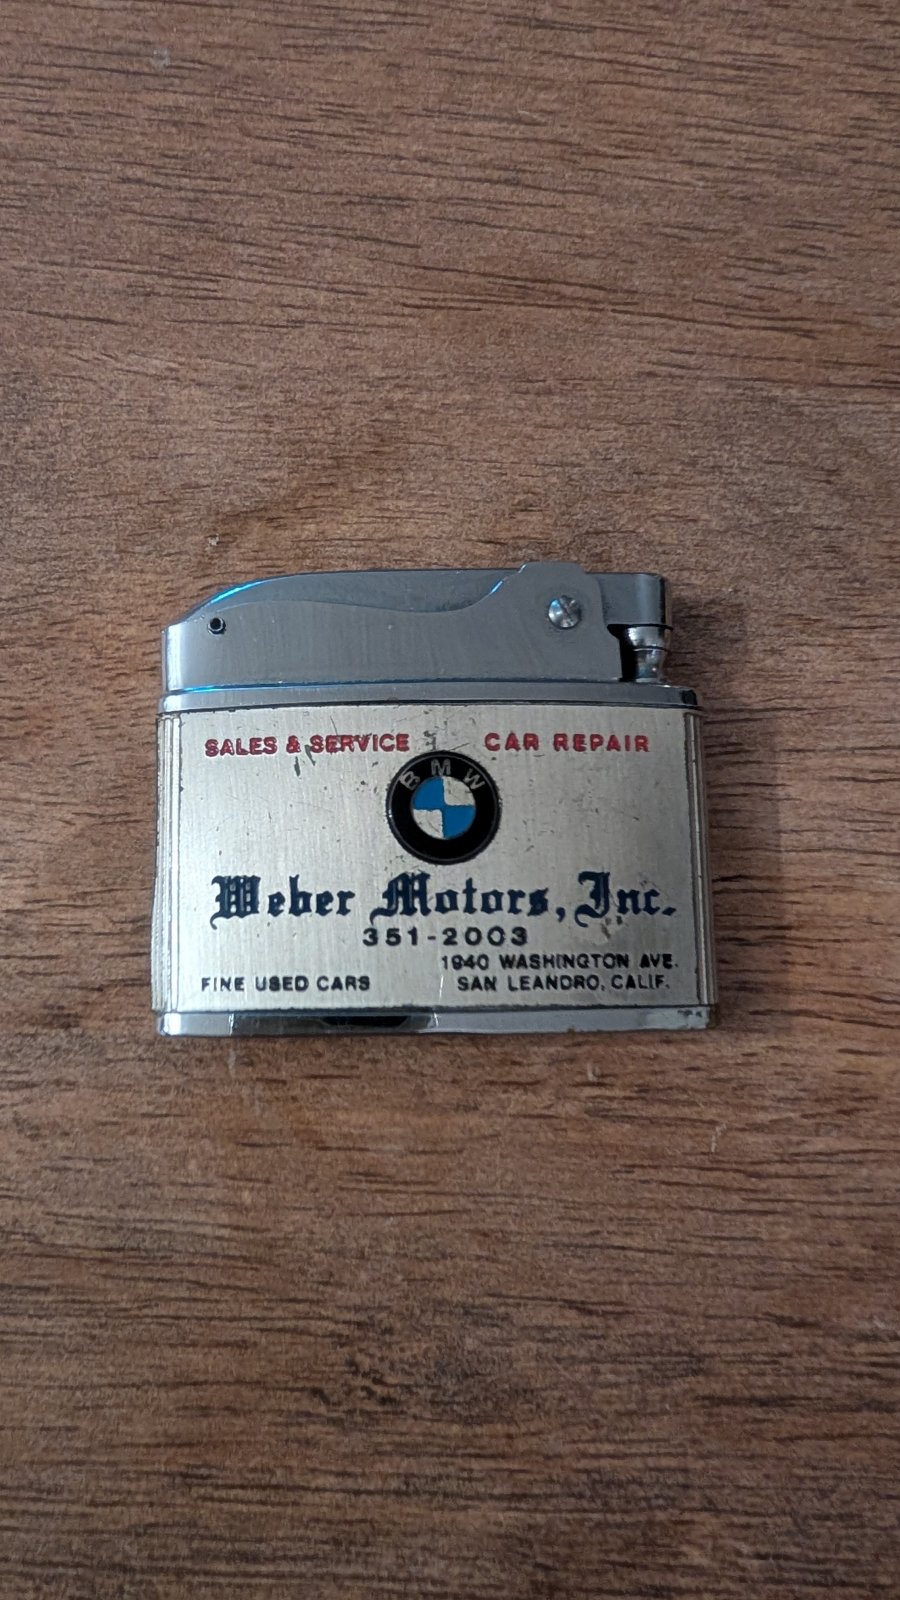 SALES & SERVICE CAR REPAIR
BMW
Weber Motors, Inc.
351-2003
1940 WASHINGTON AVE.
FINE USED CARS SAN LEANDRO, CALIF.